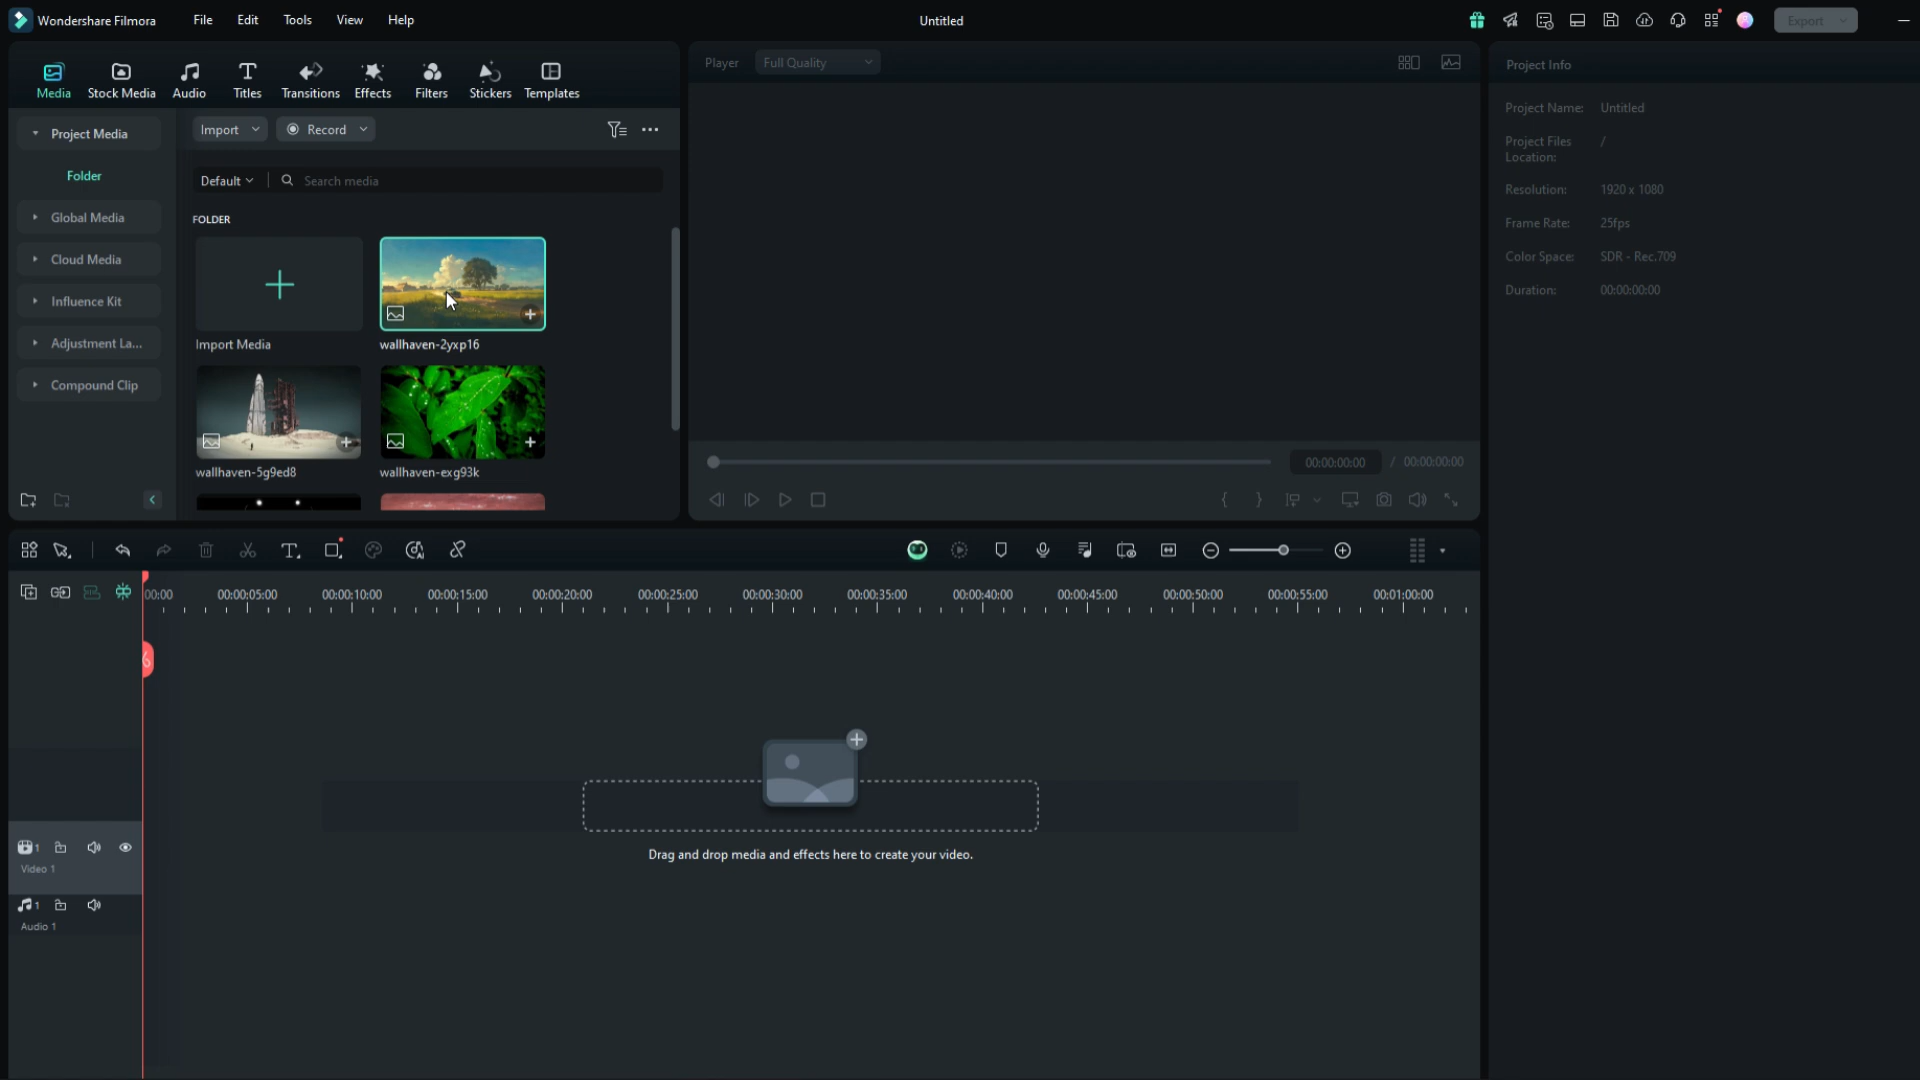 Wondershare Filmora
File
Edit
Tools
View
Help
Untitled
Export
Media
Stock Media
Audio
Titles
Transitions
Effects
Filters
Stickers
Templates
Player
Full Quality
Project Info
Project Media
Folder
Global Media
Cloud Media
Influence Kit
Adjustment La...
Compound Clip
Import
Record
Default
Search media
FOLDER
Import Media
wallhaven-2yxp16
wallhaven-5g9ed8
wallhaven-exg93k
Project Name: Untitled
Project Files Location: /
Resolution: 1920 x 1080
Frame Rate: 25fps
Color Space: SDR - Rec.709
Duration: 00:00:00:00
00:00:00:00 / 00:00:00:00
00:00 00:00:05:00 00:00:10:00 00:00:15:00 00:00:20:00 00:00:25:00 00:00:30:00 00:00:35:00 00:00:40:00 00:00:45:00 00:00:50:00 00:00:55:00 00:01:00:00
Drag and drop media and effects here to create your video.
1
Video 1
1
Audio 1